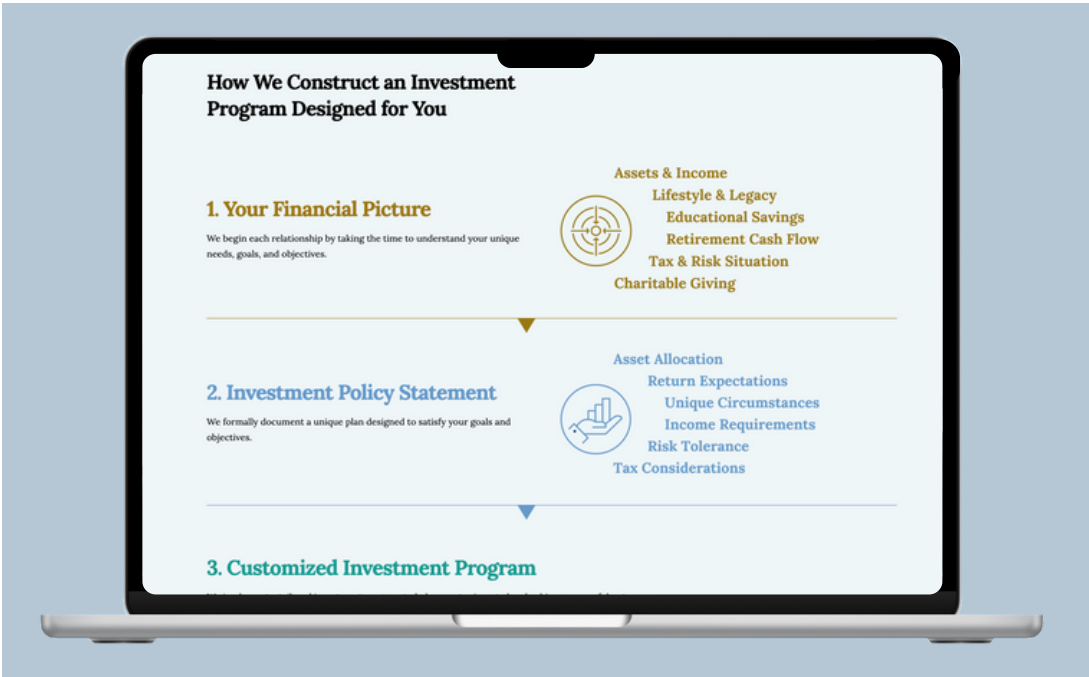 How We Construct an Investment
Program Designed for You
1. Your Financial Picture
We begin each relationship by taking the time to understand your unique
needs, goals, and objectives.
Assets & Income
Lifestyle & Legacy
Educational Savings
Retirement Cash Flow
Tax & Risk Situation
Charitable Giving
2. Investment Policy Statement
We formally document a unique plan designed to satisfy your goals and
objectives.
Asset Allocation
Return Expectations
Unique Circumstances
Income Requirements
Risk Tolerance
Tax Considerations
3. Customized Investment Program